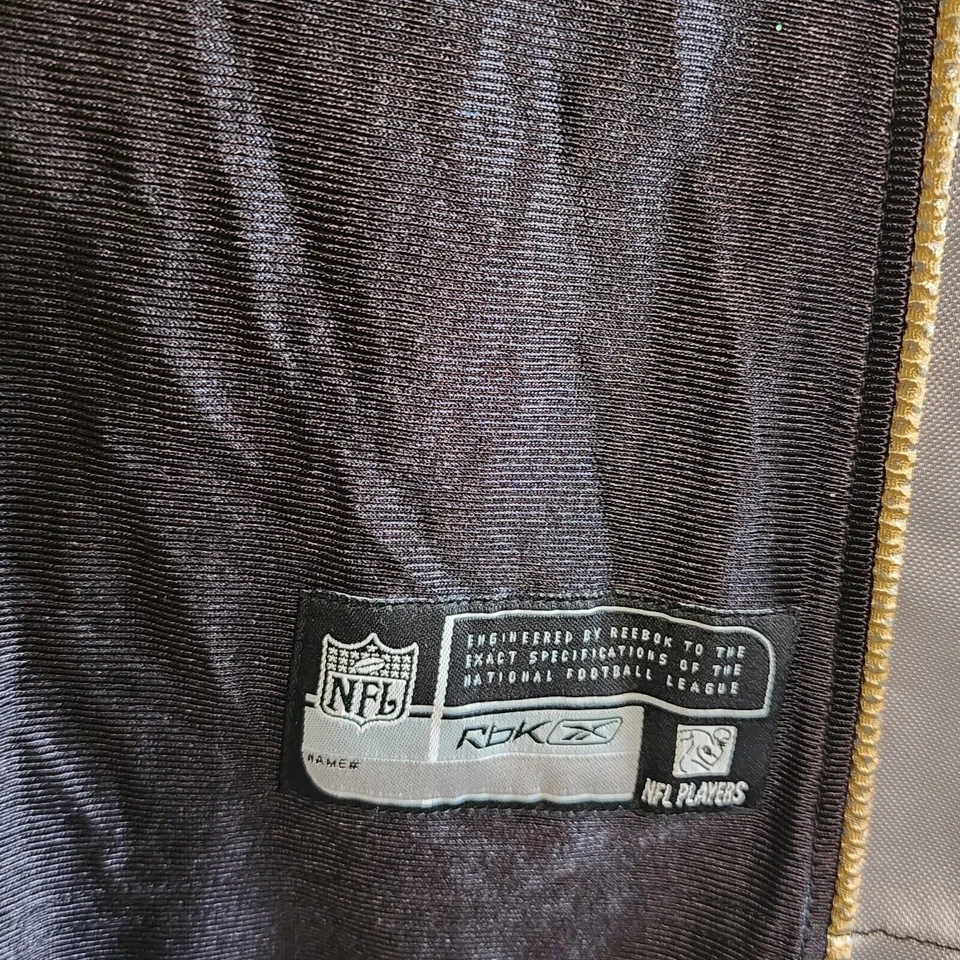 ENGINEERED BY REEBOK TO THE
EXACT SPECIFICATIONS OF THE
NATIONAL FOOTBALL LEAGUE
NFL
RbK
NAME#
NFL PLAYERS